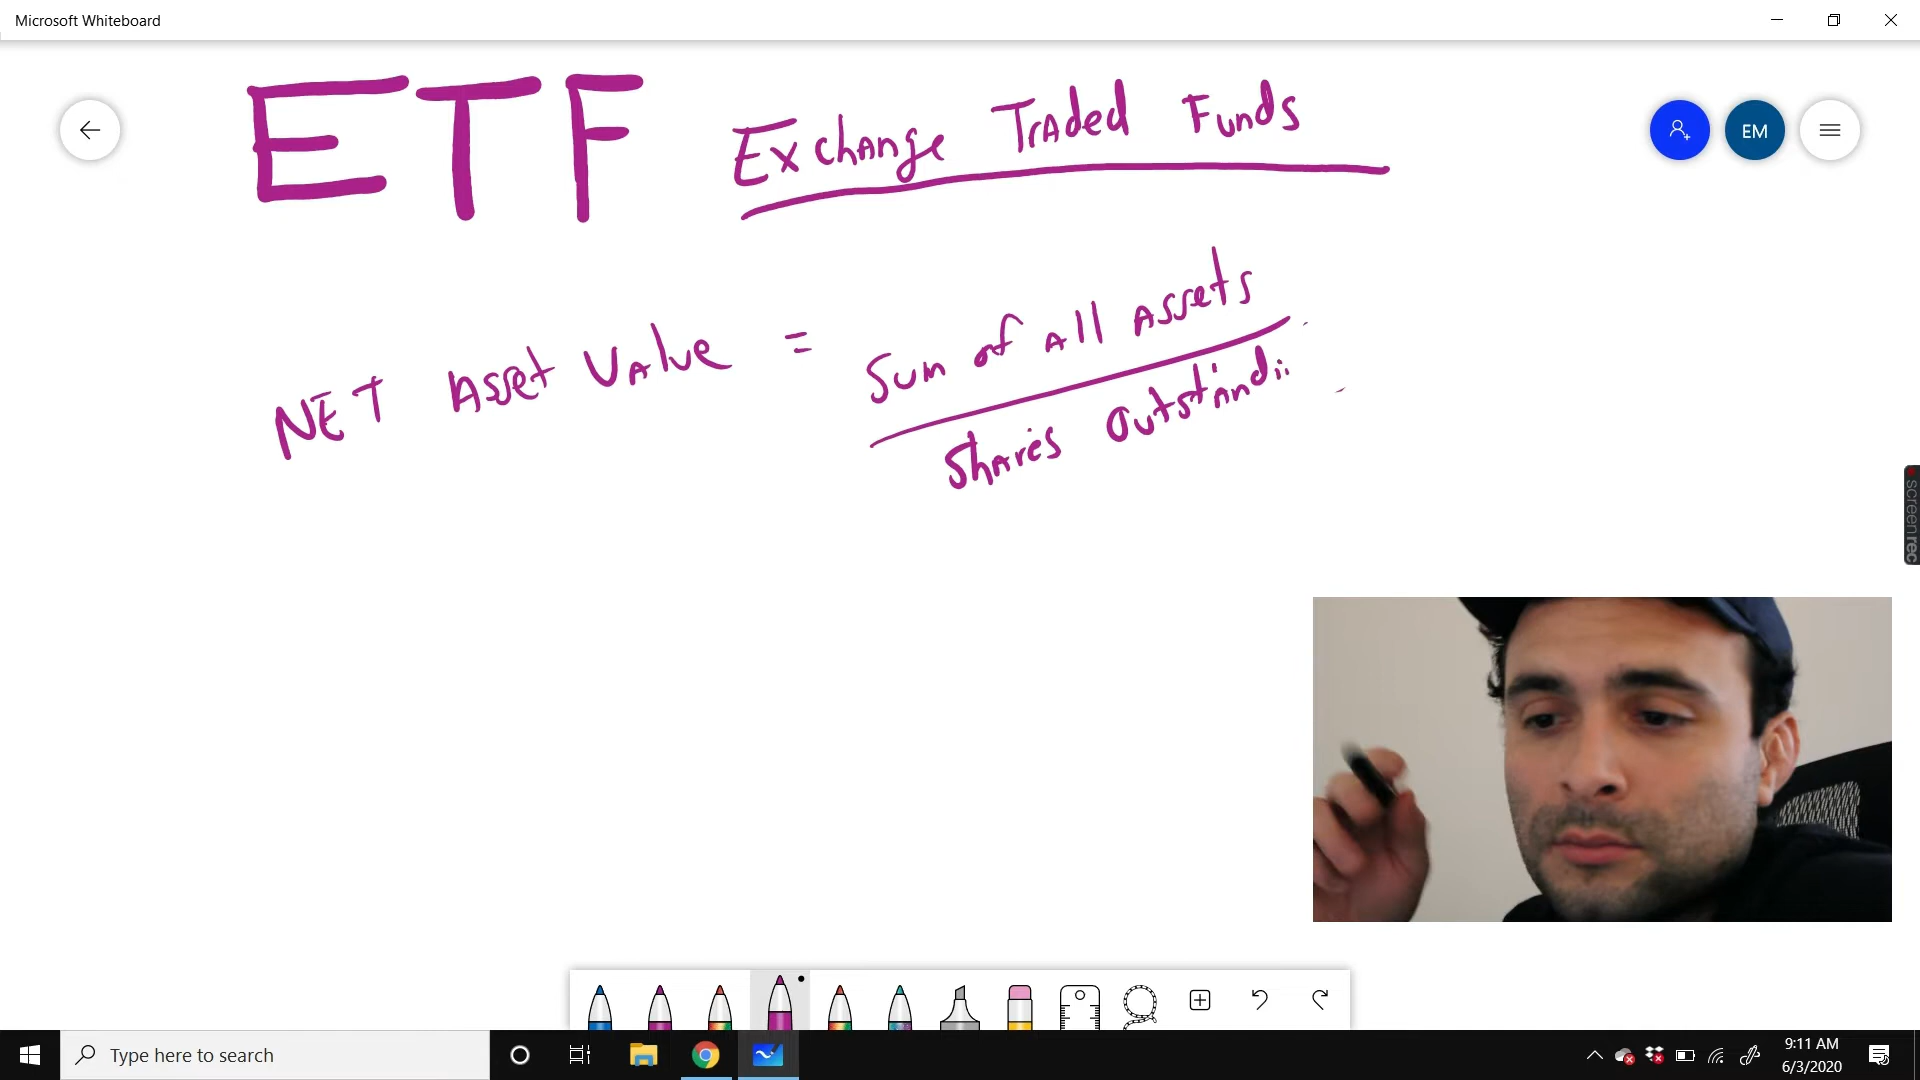 Microsoft Whiteboard
ETF Exchange Traded Funds
EM
NET Asset Value = Sum of All Assets
Shares Outstandi
screenrec
Type here to search
9:11 AM
6/3/2020